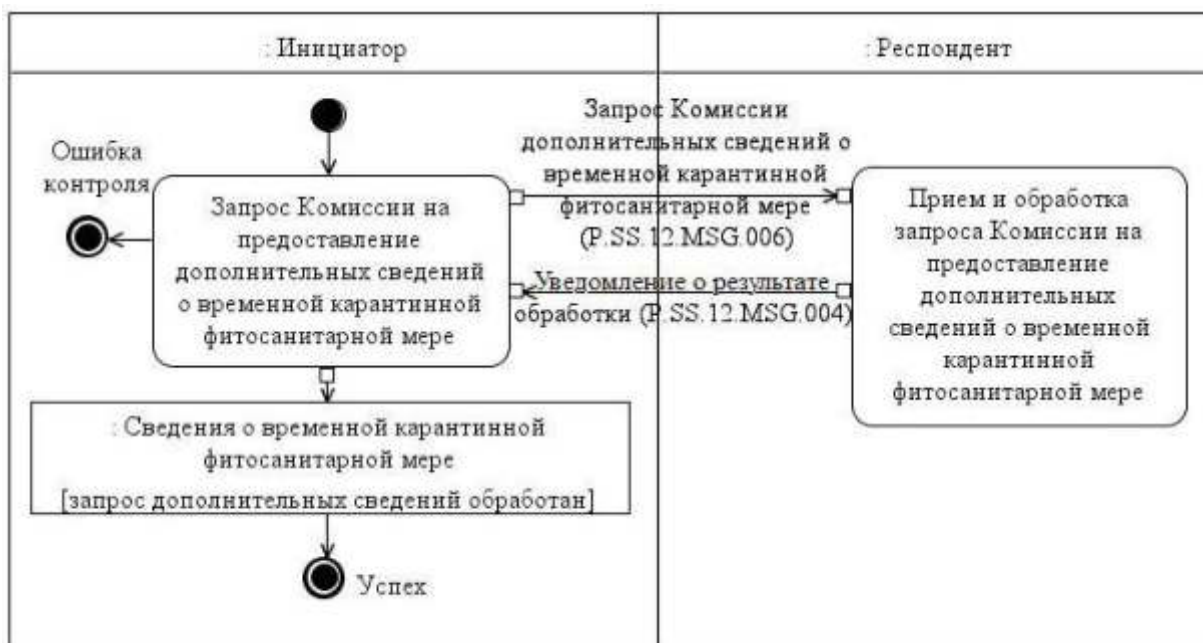 : Инициатор
: Респондент
Ошибка
контроля
Запрос Комиссии на
предоставление
дополнительных сведений
о временной карантинной
фитосанитарной мере
Запрос Комиссии
дополнительных сведений о
временной карантинной
фитосанитарной мере
(P.SS.12.MSG.006)
Уведомление о результате
обработки (P.SS.12.MSG.004)
Прием и обработка
запроса Комиссии на
предоставление
дополнительных
сведений о временной
карантинной
фитосанитарной мере
: Сведения о временной карантинной
фитосанитарной мере
[запрос дополнительных сведений обработан]
Успех